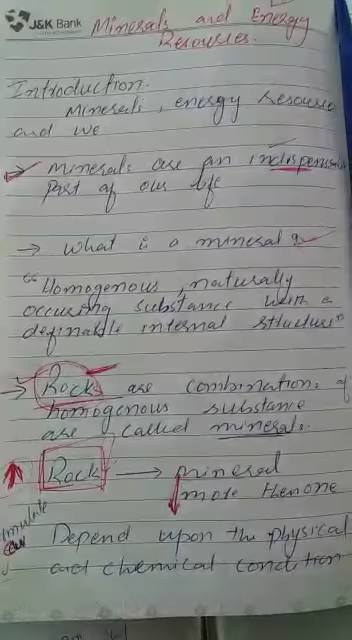 J&K Bank
Minerals and Energy
Resources.
Introduction.
Minerals, energy resource
and we
→ Minerals are an indispens
part of our life
→ What is a mineral?
"Homogenous, naturally
occuring substance with a
definable internal structure"
→ Rocks are combination of
homogenous substance
are called minerals.
Rock → mineral
more then one
Depend upon the physical
and chemical condition